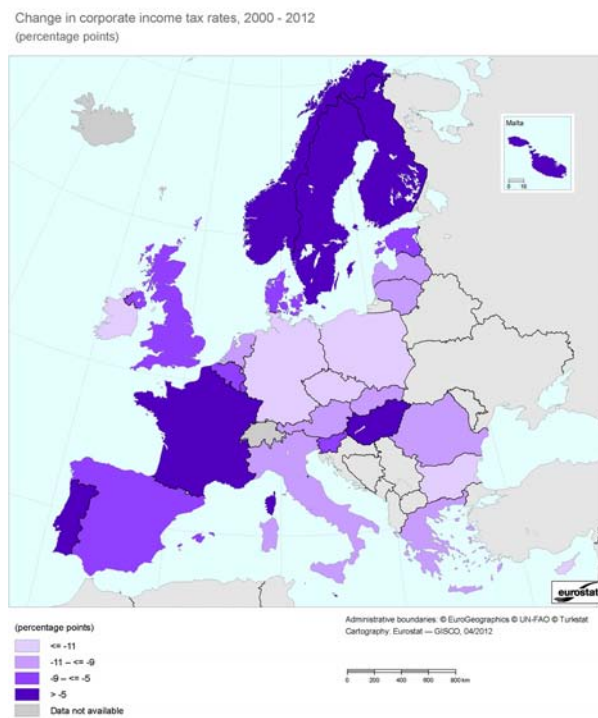 Change in corporate income tax rates, 2000 - 2012
(percentage points)
Malta
0 10
eurostat
(percentage points)
<= -11
-11 – <= -9
-9 – <= -5
> -5
Data not available
Administrative boundaries: © EuroGeographics © UN-FAO © Turkstat
Cartography: Eurostat — GISCO, 04/2012
0 200 400 600 800 km